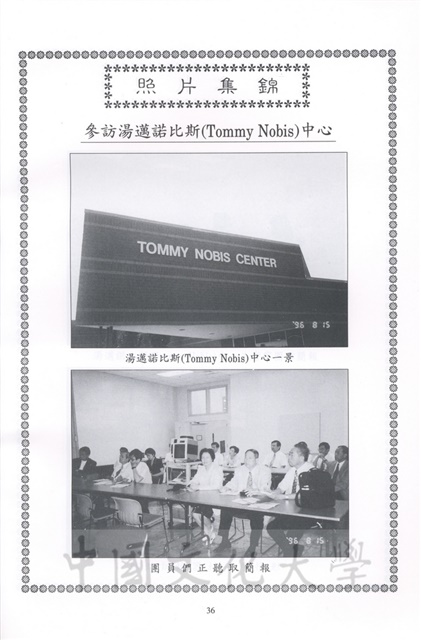 照片集錦
參訪湯邁諾比斯(Tommy Nobis)中心
TOMMY NOBIS CENTER
'96 8 15
湯邁諾比斯(Tommy Nobis)中心一景
'96 8 15
中國文化大學
團員們正聽取簡報
36